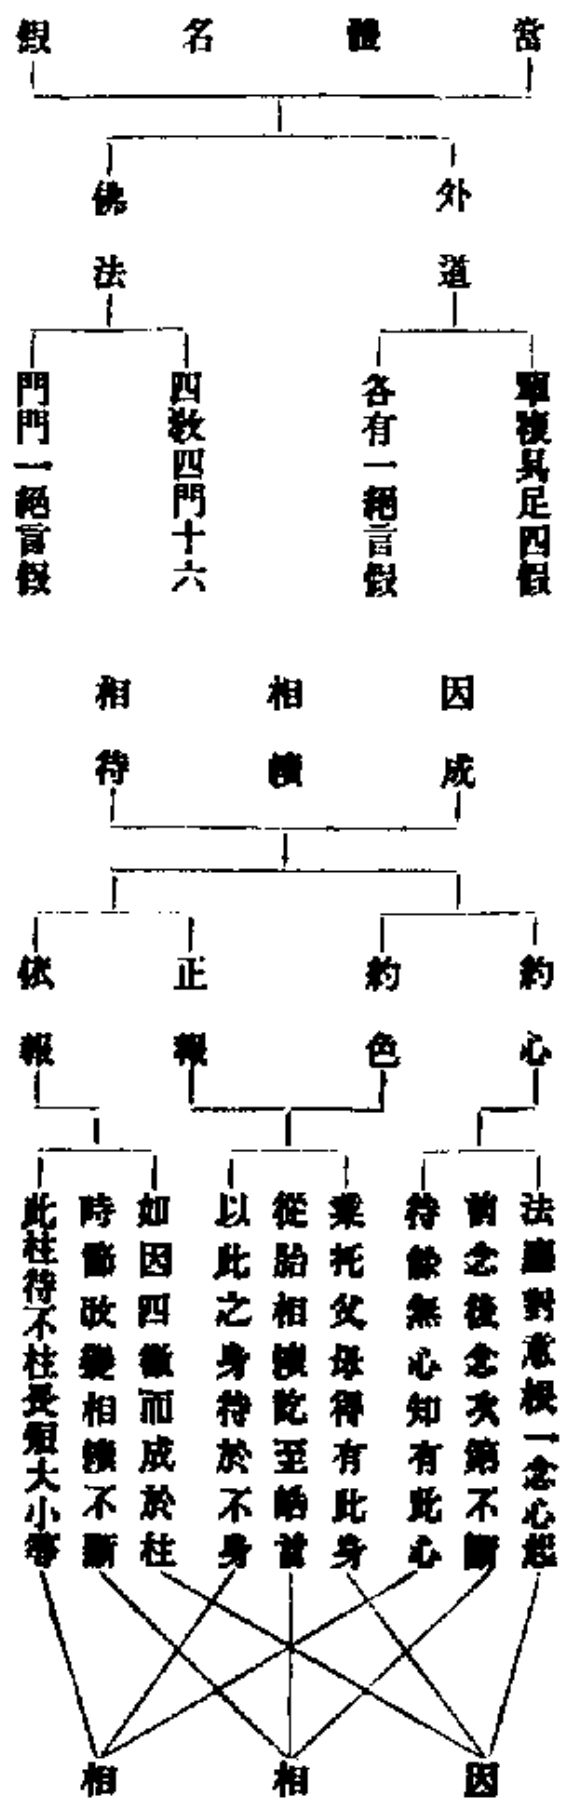 當體名假
外道
佛法
單複具足四假
各有一絕言假
四教四門十六
門門一絕言假
因成
相續
相待
約心
約色
正報
依報
法塵對意根一念心起
前念後念次第不斷
待餘無心知有此心
業托父母得有此身
從胎相續訖至皓首
以此之身待於不身
如因四微而成於柱
時節改變相續不斷
此柱待不柱長短大小等
因
相
相